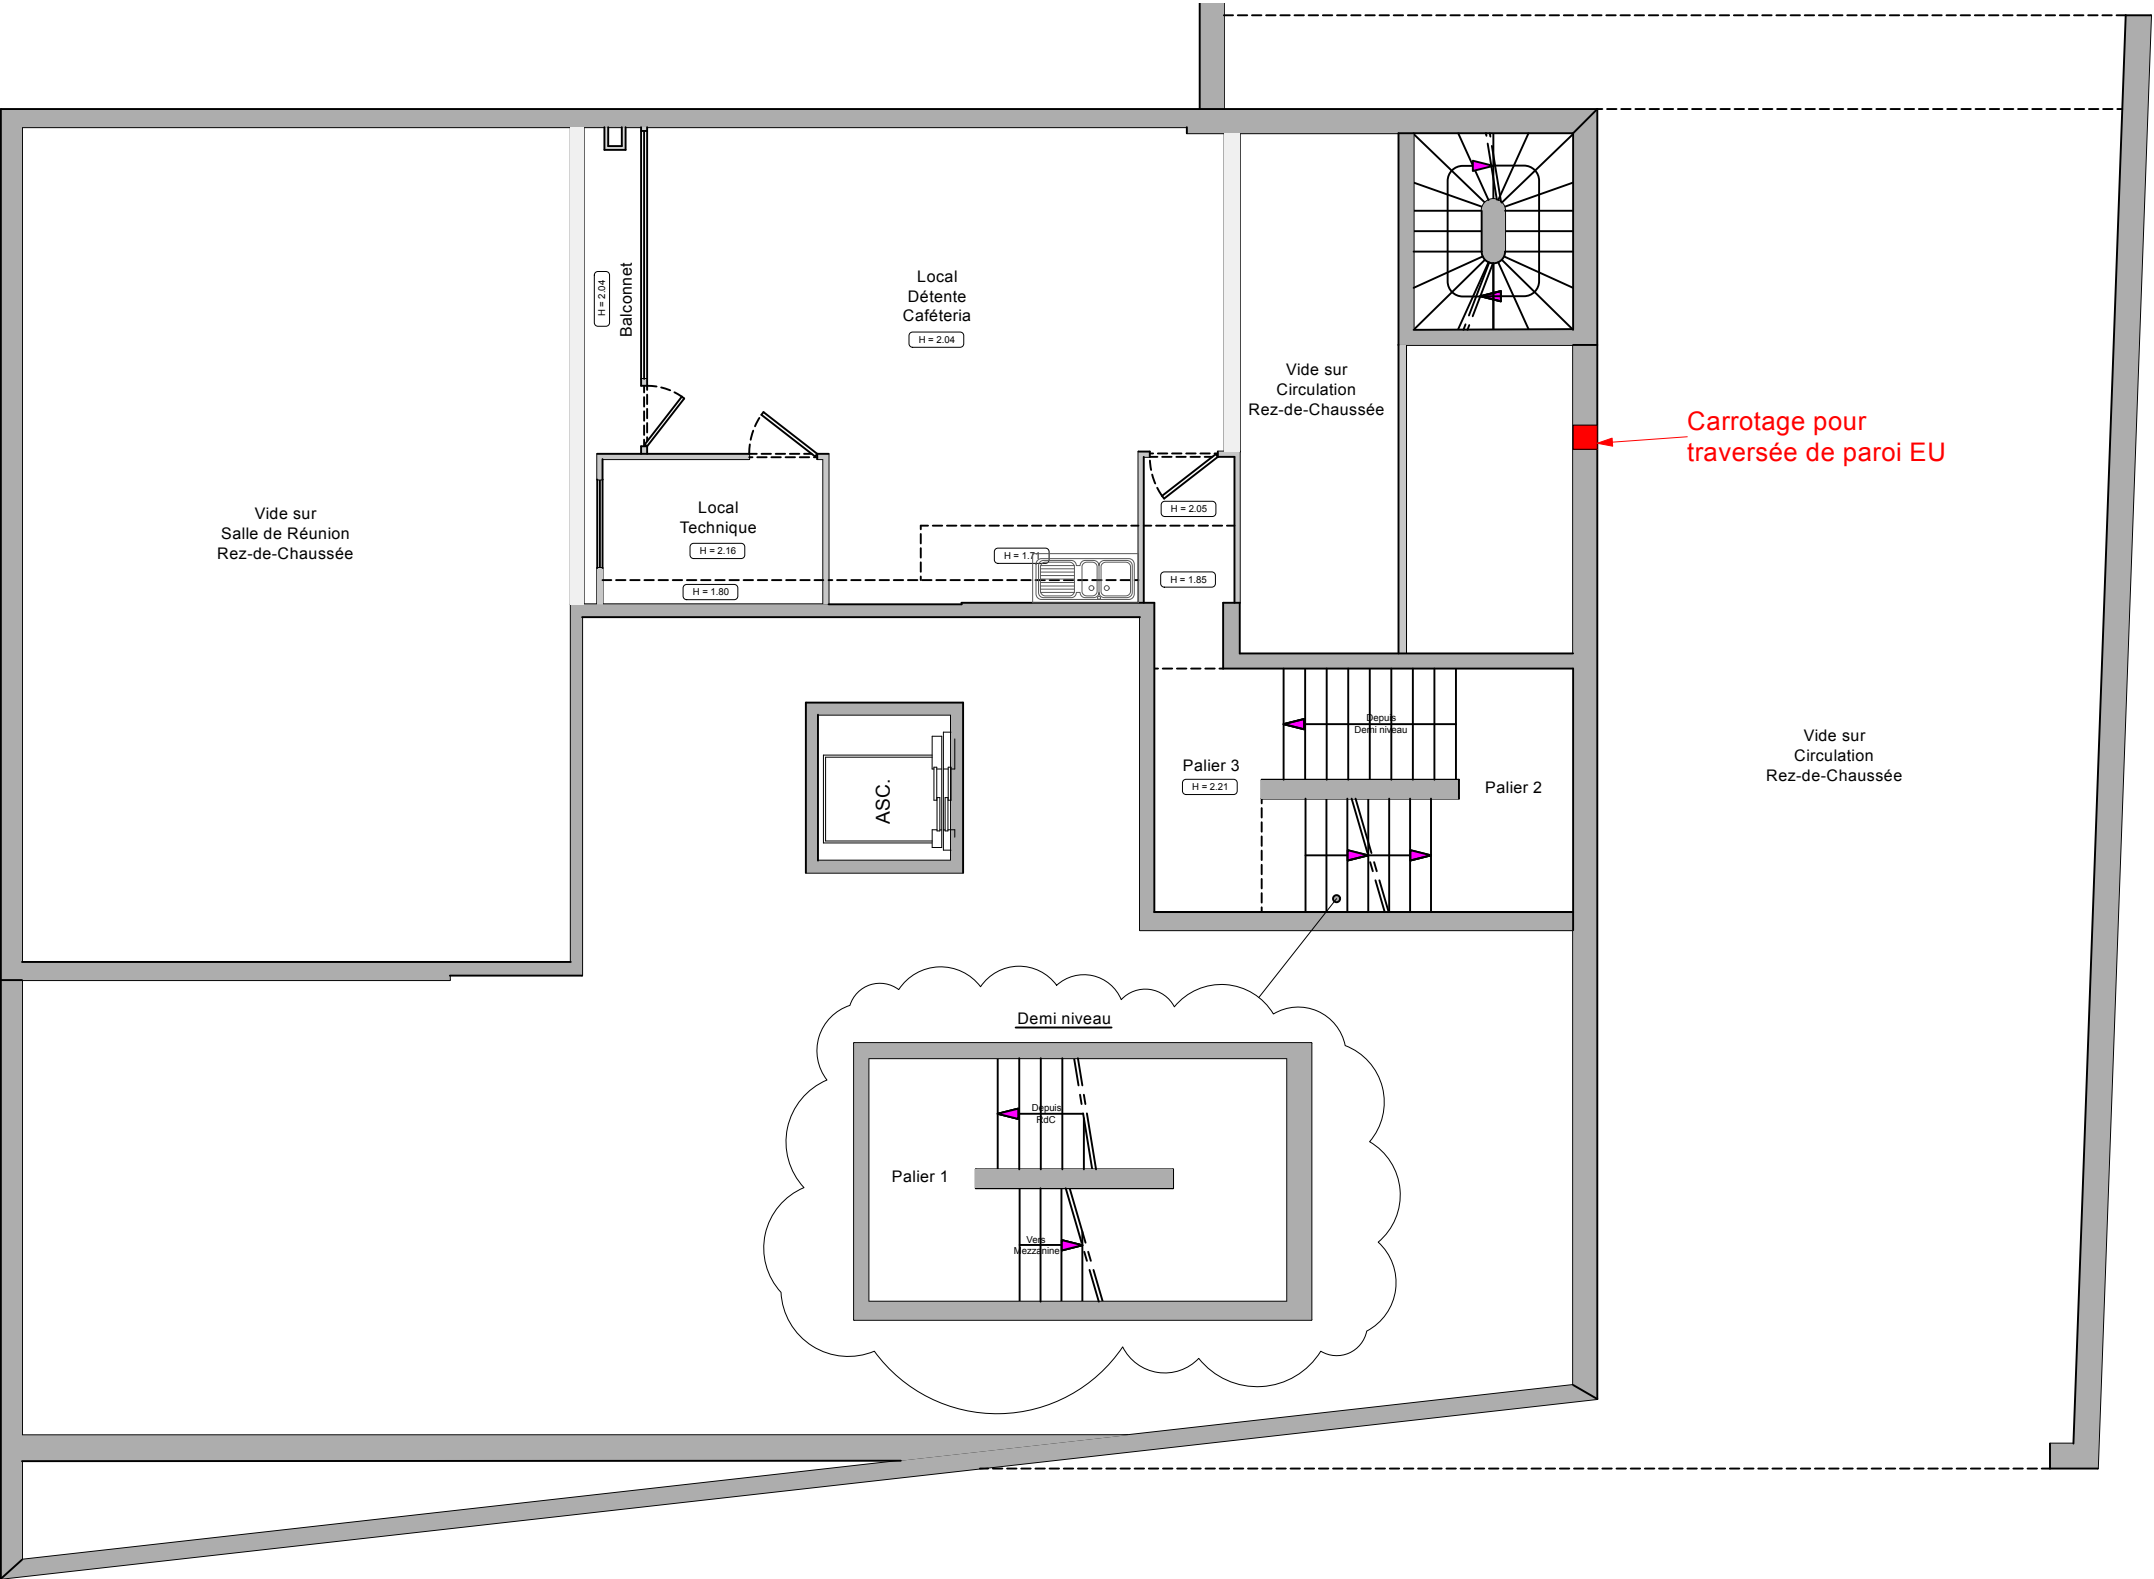 H = 2.04
Balconnet
Local
Détente
Caféteria
H = 2.04
Vide sur
Circulation
Rez-de-Chaussée
Carrotage pour
traversée de paroi EU
Vide sur
Salle de Réunion
Rez-de-Chaussée
Local
Technique
H = 2.16
H = 1.80
H = 1.71
H = 2.05
H = 1.85
Depuis
Demi niveau
Palier 3
H = 2.21
Palier 2
ASC.
Vide sur
Circulation
Rez-de-Chaussée
Demi niveau
Depuis
RdC
Palier 1
Vers
Mezzanine